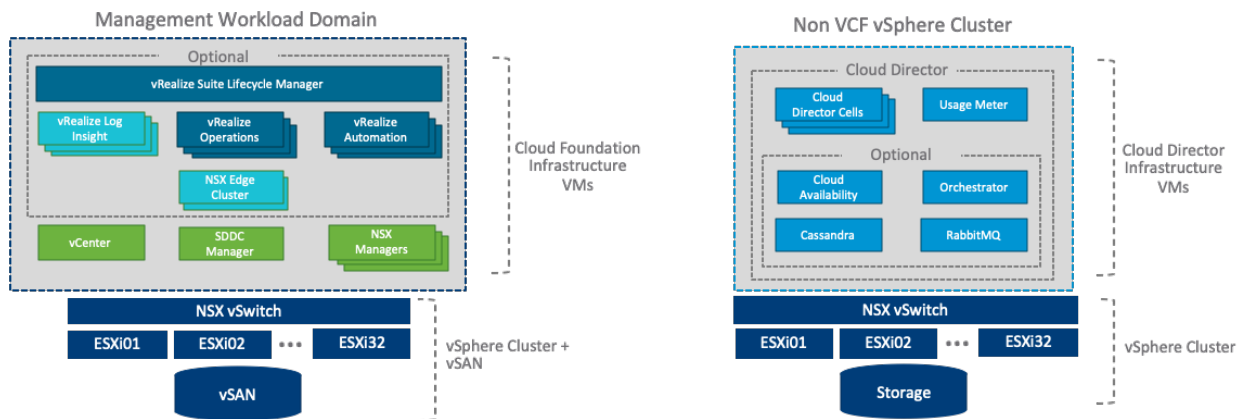 Management Workload Domain
Optional
vRealize Suite Lifecycle Manager
vRealize Log
Insight
vRealize
Operations
vRealize
Automation
NSX Edge
Cluster
vCenter
SDDC
Manager
NSX
Managers
Cloud Foundation
Infrastructure
VMs
NSX vSwitch
ESXi01
ESXi02
•••
ESXi32
vSAN
vSphere Cluster +
vSAN
Non VCF vSphere Cluster
Cloud Director
Cloud
Director Cells
Usage Meter
Optional
Cloud
Availability
Orchestrator
Cassandra
RabbitMQ
Cloud Director
Infrastructure
VMs
NSX vSwitch
ESXi01
ESXi02
•••
ESXi32
Storage
vSphere Cluster